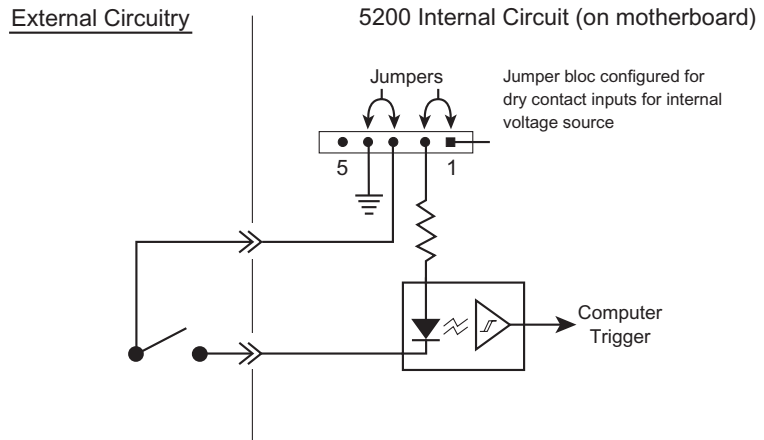 External Circuitry
5200 Internal Circuit (on motherboard)
Jumpers
Jumper bloc configured for
dry contact inputs for internal
voltage source
5
1
Computer
Trigger